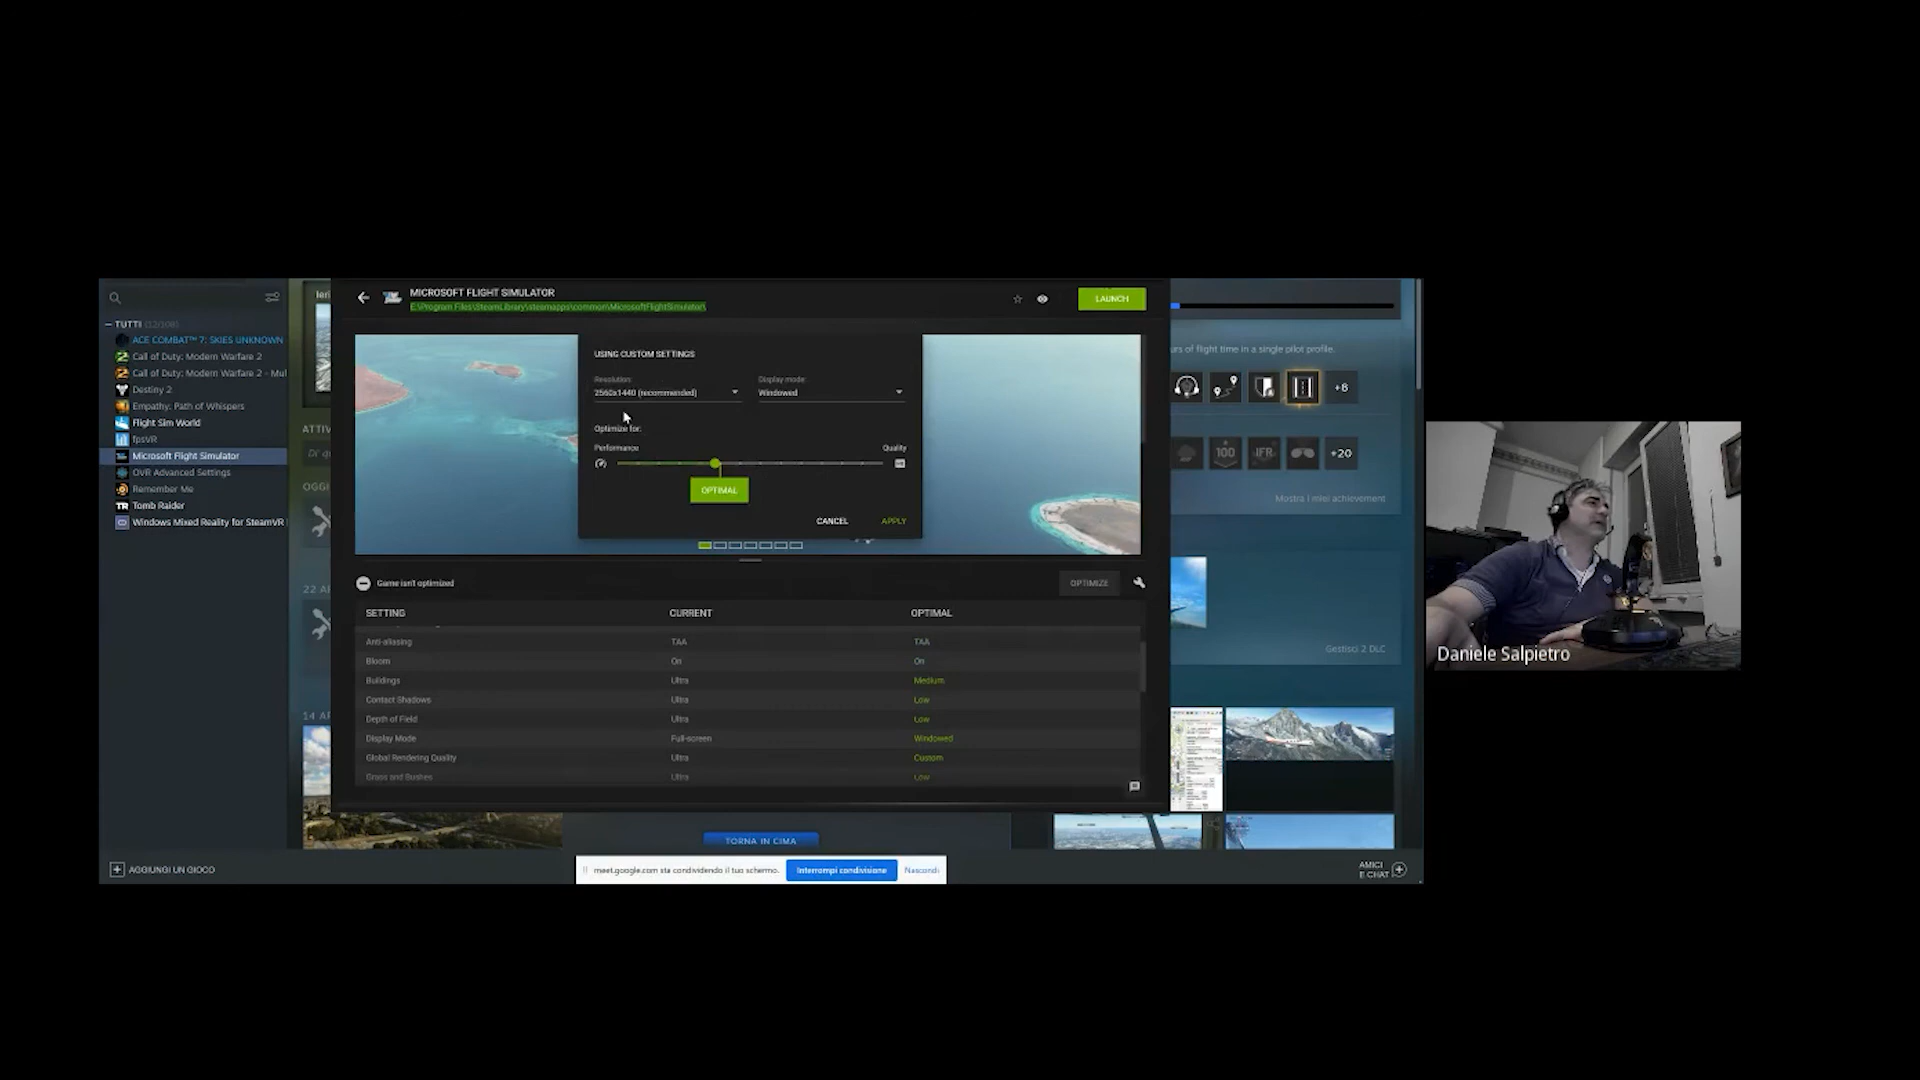 TUTTI (12/108)
ACE COMBAT™ 7: SKIES UNKNOWN
Call of Duty: Modern Warfare 2
Call of Duty: Modern Warfare 2 - Mul
Destiny 2
Empathy: Path of Whispers
Flight Sim World
fpsVR
Microsoft Flight Simulator
OVR Advanced Settings
Remember Me
Tomb Raider
Windows Mixed Reality for SteamVR
AGGIUNGI UN GIOCO
Ieri
ATTIV
Di' q
OGGI
22 AP
14 AP
MICROSOFT FLIGHT SIMULATOR
E:\Program Files\SteamLibrary\steamapps\common\MicrosoftFlightSimulator\
LAUNCH
USING CUSTOM SETTINGS
Resolution:
2560x1440 (recommended)
Display mode:
Windowed
Optimize for:
Performance
Quality
OPTIMAL
CANCEL
APPLY
Game isn't optimized
OPTIMIZE
SETTING CURRENT OPTIMAL
Anti-aliasing TAA TAA
Bloom On On
Buildings Ultra Medium
Contact Shadows Ultra Low
Depth of Field Ultra Low
Display Mode Full-screen Windowed
Global Rendering Quality Ultra Custom
Grass and Bushes Ultra Low
TORNA IN CIMA
meet.google.com sta condividendo il tuo schermo.
Interrompi condivisione
Nascondi
urs of flight time in a single pilot profile.
+8
100
IFR
+20
Mostra i miei achievement
Gestisci 2 DLC
AMICI
E CHAT
Daniele Salpietro